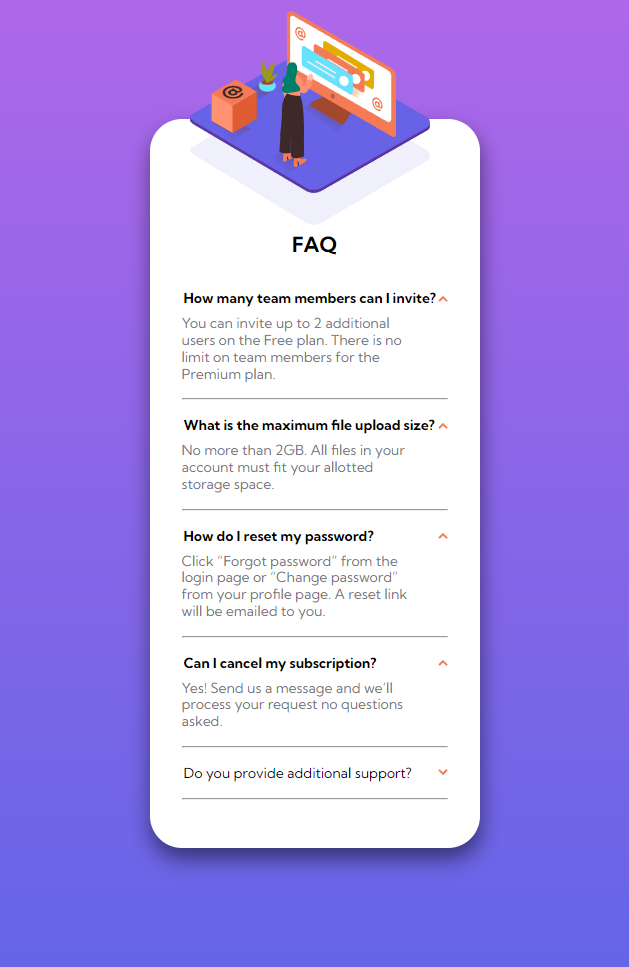 FAQ
How many team members can I invite?
You can invite up to 2 additional
users on the Free plan. There is no
limit on team members for the
Premium plan.
What is the maximum file upload size?
No more than 2GB. All files in your
account must fit your allotted
storage space.
How do I reset my password?
Click “Forgot password” from the
login page or “Change password”
from your profile page. A reset link
will be emailed to you.
Can I cancel my subscription?
Yes! Send us a message and we’ll
process your request no questions
asked.
Do you provide additional support?